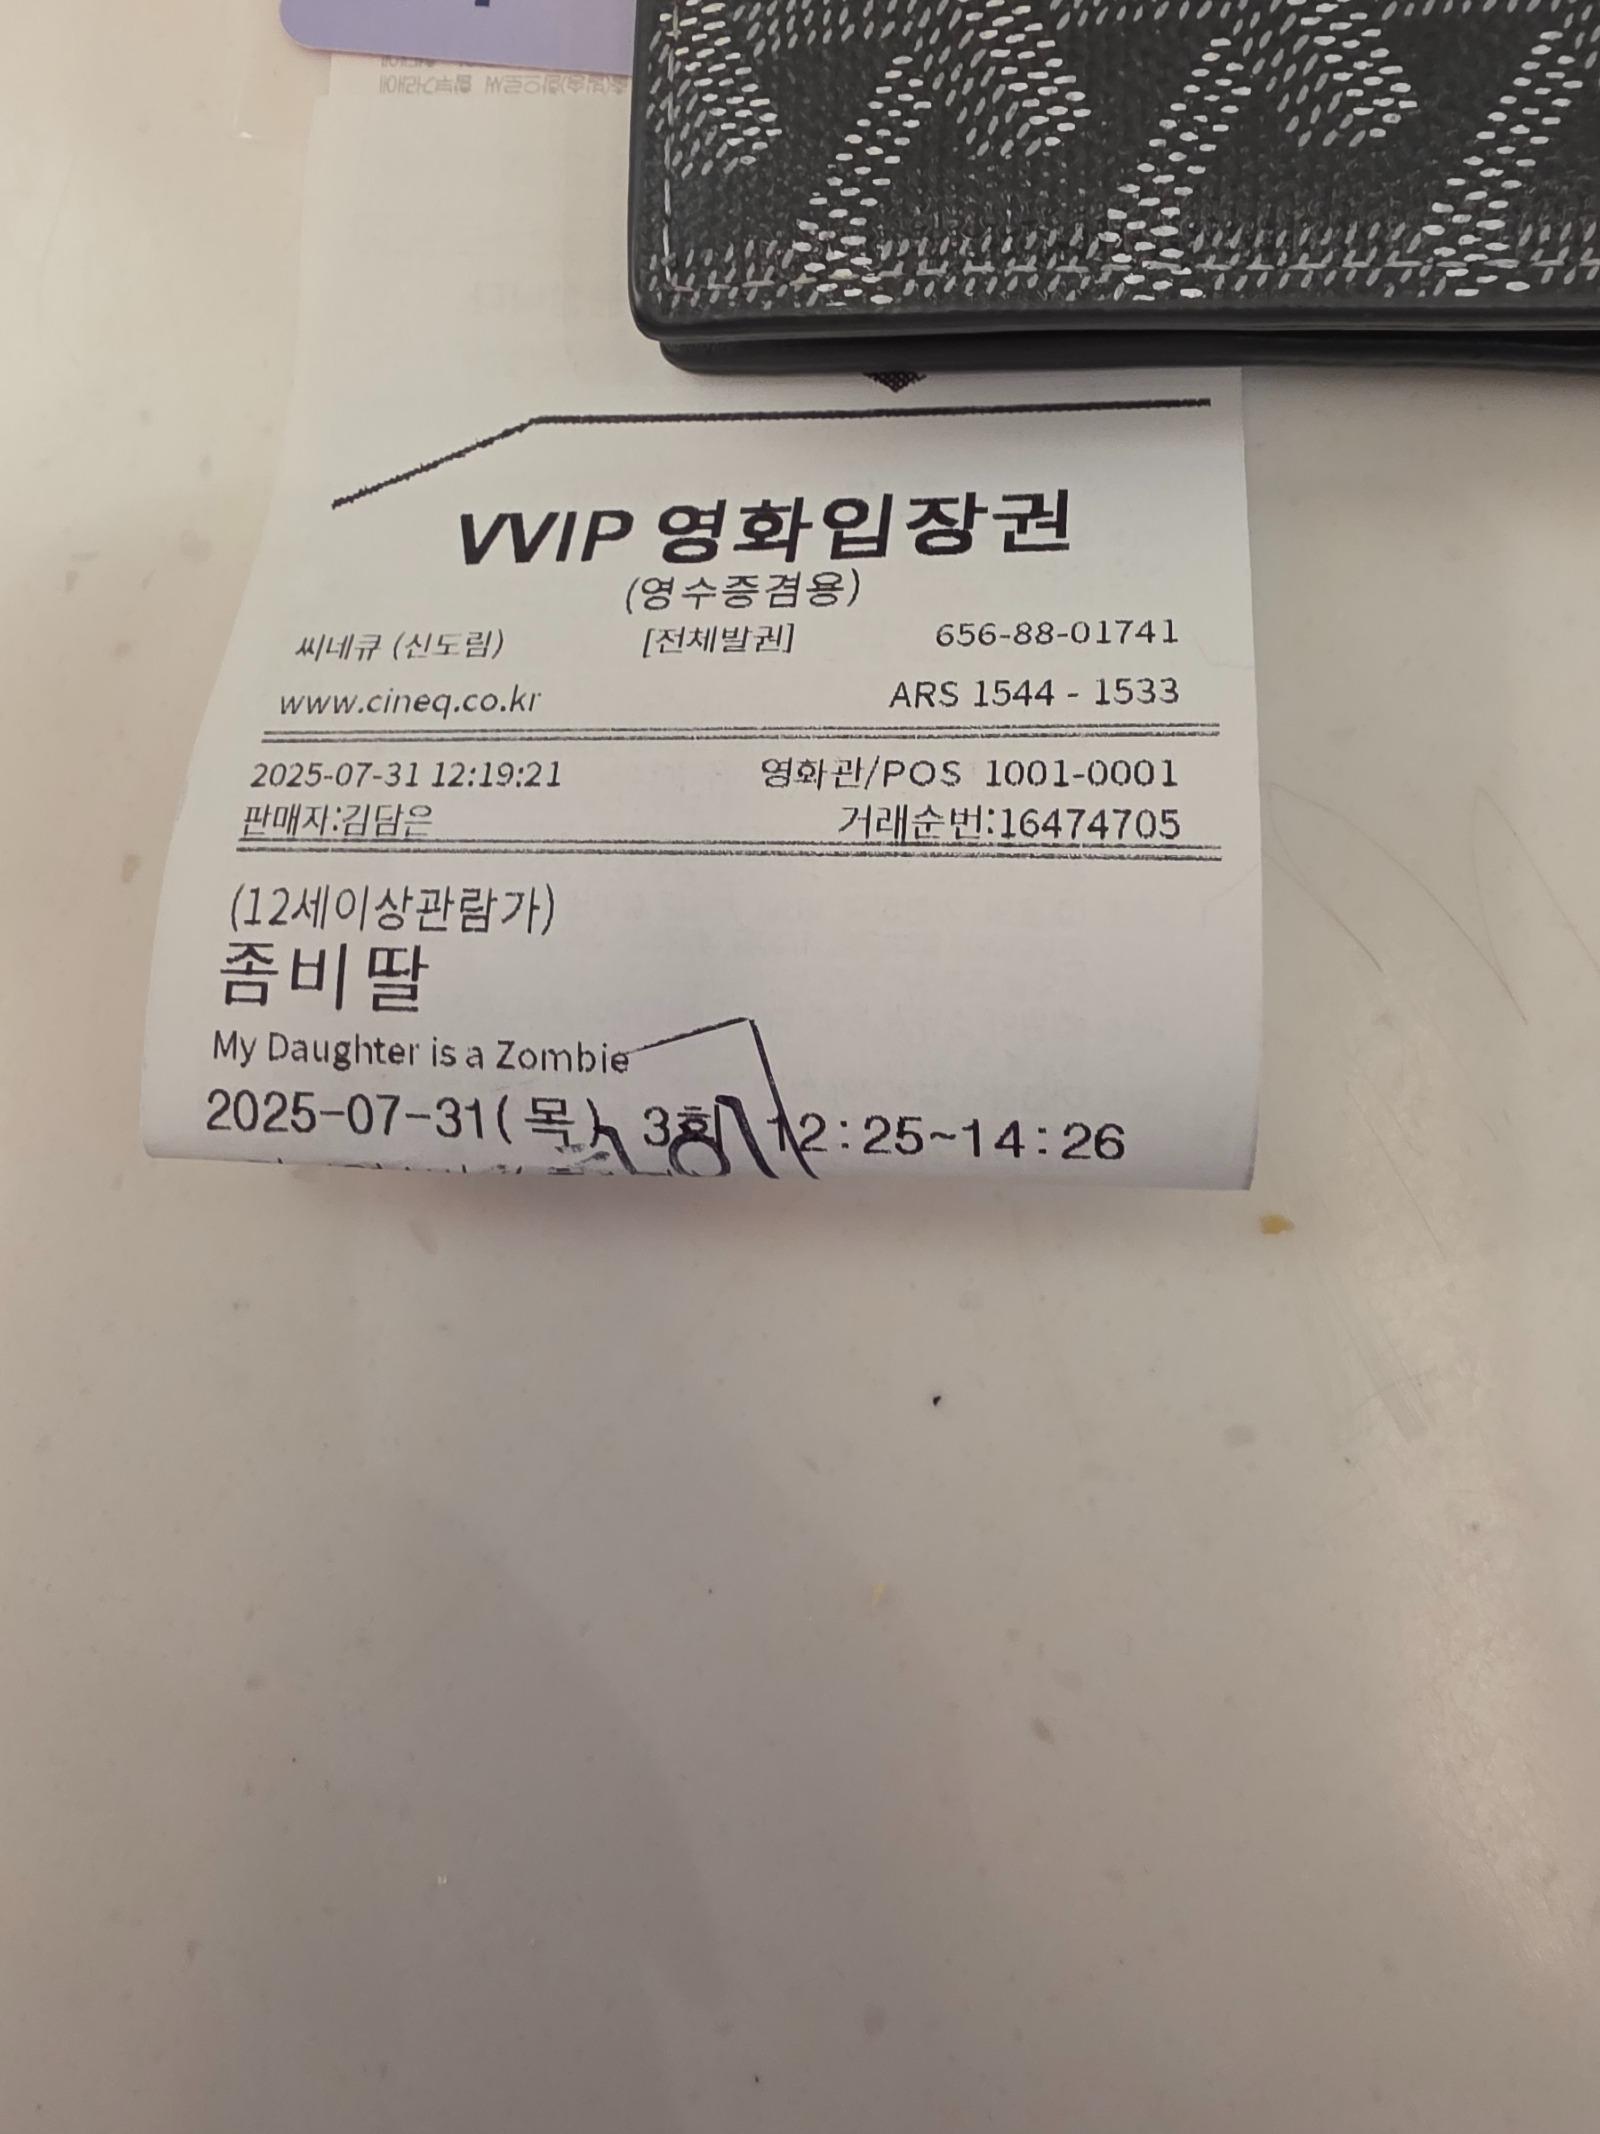 VVIP 영화입장권
(영수증겸용)
씨네큐 (신도림) [전체발권] 656-88-01741
www.cineq.co.kr ARS 1544 - 1533
2025-07-31 12:19:21 영화관/POS 1001-0001
판매자:김담은 거래순번:16474705
(12세이상관람가)
좀비딸
My Daughter is a Zombie
2025-07-31(목) 3회 12:25~14:26